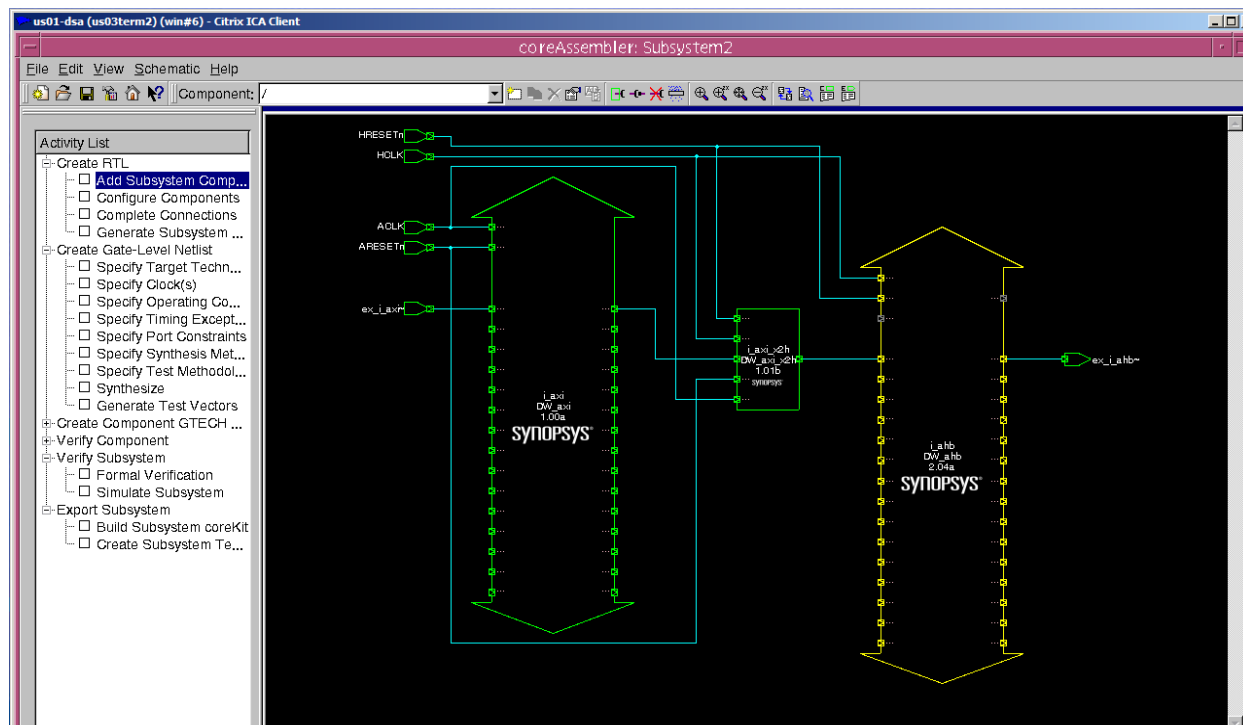 us01-dsa (us03term2) (win#6) - Citrix ICA Client
coreAssembler: Subsystem2
File Edit View Schematic Help
Component: /
Activity List
Create RTL
Add Subsystem Comp...
Configure Components
Complete Connections
Generate Subsystem ...
Create Gate-Level Netlist
Specify Target Techn...
Specify Clock(s)
Specify Operating Co...
Specify Timing Except...
Specify Port Constraints
Specify Synthesis Met...
Specify Test Methodol...
Synthesize
Generate Test Vectors
Create Component GTECH ...
Verify Component
Verify Subsystem
Formal Verification
Simulate Subsystem
Export Subsystem
Build Subsystem coreKit
Create Subsystem Te...
HRESETn
HCLK
ACLK
ARESETn
ex_i_axi~
i_axi
DW_axi
1.00a
SYNOPSYS
i_axi_x2h
DW_axi_x2h
1.01b
SYNOPSYS
i_ahb
DW_ahb
2.04a
SYNOPSYS
ex_i_ahb~